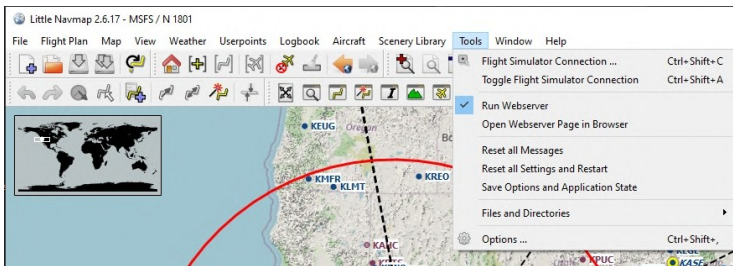 Little Navmap 2.6.17 - MSFS / N 1801
File Flight Plan Map View Weather Userpoints Logbook Aircraft Scenery Library Tools Window Help
Flight Simulator Connection ... Ctrl+Shift+C
Toggle Flight Simulator Connection Ctrl+Shift+A
Run Webserver
Open Webserver Page in Browser
Reset all Messages
Reset all Settings and Restart
Save Options and Application State
Files and Directories
Options ... Ctrl+Shift+,
KEUG
Oregon
KMFR
KLMT
KREO
KPUC
KASE